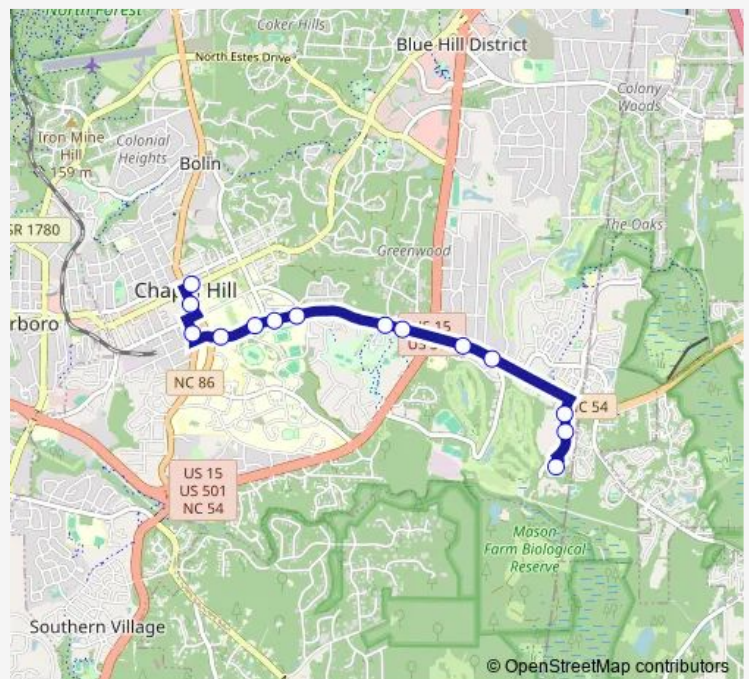 North Forest
Coker Hills
Blue Hill District
North Estes Drive
Colony
Woods
Iron Mine
Hill
159 m
Colonial
Heights
Bolin
SR 1780
The Oaks
Greenwood
Hill
rboro
US 15
NC 86
NC 54
US 15
US 501
NC 54
Mason
Farm Biological
Reserve
Southern Village
© OpenStreetMap contributors